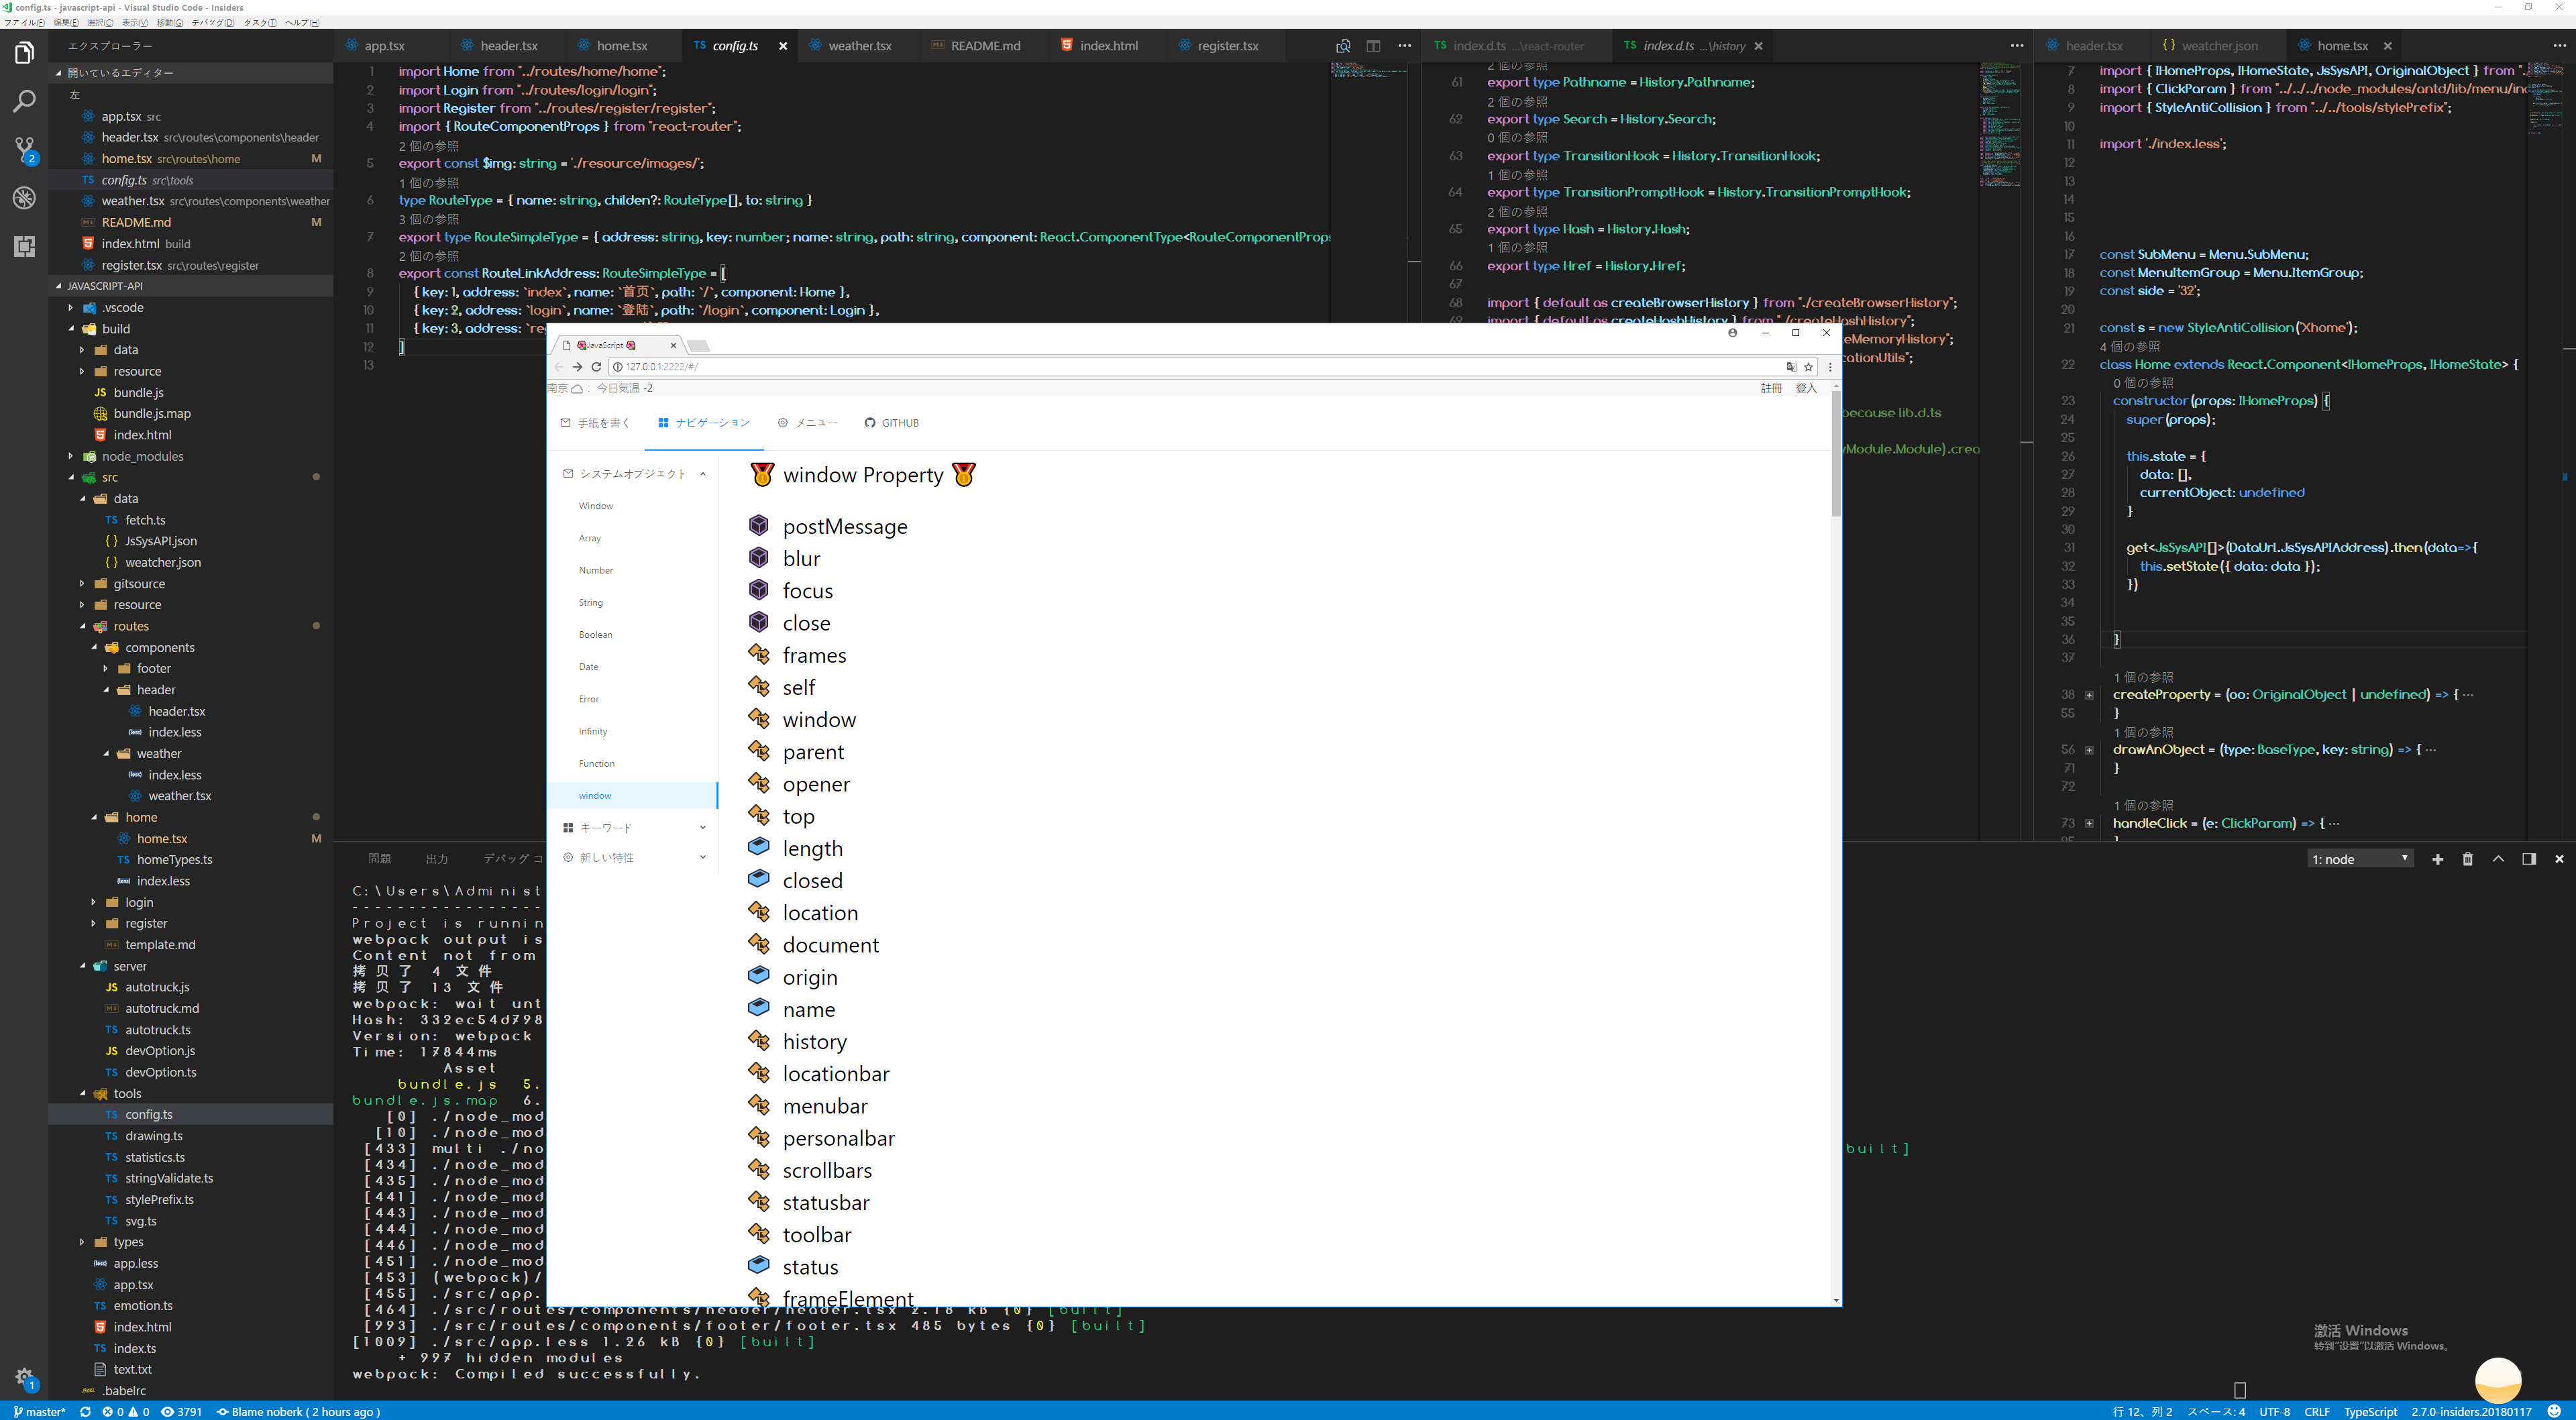 config.ts - javascript-api - Visual Studio Code - Insiders
ファイル(F) 編集(E) 選択(C) 表示(V) 移動(G) デバッグ(D) タスク(T) ヘルプ(H)
エクスプローラー
開いているエディター
左
app.tsx src
header.tsx src\routes\components\header
home.tsx src\routes\home M
config.ts src\tools
weather.tsx src\routes\components\weather
README.md M
index.html build
register.tsx src\routes\register
JAVASCRIPT-API
.vscode
build
data
resource
bundle.js
bundle.js.map
index.html
node_modules
src
data
fetch.ts
JsSysAPI.json
weatcher.json
gitsource
resource
routes
components
footer
header
header.tsx
index.less
weather
index.less
weather.tsx
home
home.tsx M
homeTypes.ts
index.less
login
register
template.md
server
autotruck.js
autotruck.md
autotruck.ts
devOption.js
devOption.ts
tools
config.ts
drawing.ts
statistics.ts
stringValidate.ts
stylePrefix.ts
svg.ts
types
app.less
app.tsx
emotion.ts
index.html
index.ts
text.txt
.babelrc
app.tsx header.tsx home.tsx config.ts weather.tsx README.md index.html register.tsx
1 import Home from "../routes/home/home";
2 import Login from "../routes/login/login";
3 import Register from "../routes/register/register";
4 import { RouteComponentProps } from "react-router";
2 個の参照
5 export const $img: string = './resource/images/';
1 個の参照
6 type RouteType = { name: string, childen?: RouteType[], to: string }
3 個の参照
7 export type RouteSimpleType = { address: string, key: number; name: string, path: string, component: React.ComponentType<RouteComponentProps
2 個の参照
8 export const RouteLinkAddress: RouteSimpleType = [
9 { key: 1, address: `index`, name: `首页`, path: `/`, component: Home },
10 { key: 2, address: `login`, name: `登陆`, path: `/login`, component: Login },
11 { key: 3, address: `re
12 ]
13
index.d.ts ...\react-router index.d.ts ...\history
2 個の参照
61 export type Pathname = History.Pathname;
2 個の参照
62 export type Search = History.Search;
0 個の参照
63 export type TransitionHook = History.TransitionHook;
1 個の参照
64 export type TransitionPromptHook = History.TransitionPromptHook;
2 個の参照
65 export type Hash = History.Hash;
1 個の参照
66 export type Href = History.Href;
67
68 import { default as createBrowserHistory } from "./createBrowserHistory";
69 import { default as createHashHistory } from "./createHashHistory";
eMemoryHistory";
cationUtils";
because lib.d.ts
yModule.Module).crea
header.tsx weatcher.json home.tsx
7 import { IHomeProps, IHomeState, JsSysAPI, OriginalObject } from "./
8 import { ClickParam } from "../../../node_modules/antd/lib/menu/ind
9 import { StyleAntiCollision } from "../../tools/stylePrefix";
10
11 import './index.less';
12
13
14
15
16
17 const SubMenu = Menu.SubMenu;
18 const MenuItemGroup = Menu.ItemGroup;
19 const side = '32';
20
21 const s = new StyleAntiCollision('Xhome');
4 個の参照
22 class Home extends React.Component<IHomeProps, IHomeState> {
0 個の参照
23 constructor(props: IHomeProps) {
24 super(props);
25
26 this.state = {
27 data: [],
28 currentObject: undefined
29 }
30
31 get<JsSysAPI[]>(DataUrl.JsSysAPIAddress).then(data=>{
32 this.setState({ data: data });
33 })
34
35
36 }
37
1 個の参照
38 createProperty = (oo: OriginalObject | undefined) => { ···
55 }
1 個の参照
56 drawAnObject = (type: BaseType, key: string) => { ···
71 }
72
1 個の参照
73 handleClick = (e: ClickParam) => { ···
JavaScript
127.0.0.1:2222/#/
南京 : 今日気温 -2
註冊 登入
手紙を書く ナビゲーション メニュー GITHUB
システムオブジェクト
Window
Array
Number
String
Boolean
Date
Error
Infinity
Function
window
キーワード
新しい特性
window Property
postMessage
blur
focus
close
frames
self
window
parent
opener
top
length
closed
location
document
origin
name
history
locationbar
menubar
personalbar
scrollbars
statusbar
toolbar
status
frameElement
問題 出力 デバッグ コ
1: node
C:\Users\Administ
-----------------
Project is runnin
webpack output is
Content not from
拷贝了 4 文件
拷贝了 13 文件
webpack: wait unt
Hash: 332ec54d798
Version: webpack
Time: 17844ms
Asset
bundle.js 5.
bundle.js.map 6.
[0] ./node_mod
[10] ./node_mod
[433] multi ./no built]
[434] ./node_mod
[435] ./node_mod
[441] ./node_mod
[443] ./node_mod
[444] ./node_mod
[446] ./node_mod
[451] ./node_mod
[453] (webpack)/
[455] ./src/app.
[464] ./src/routes/components/header/header.tsx 2.18 kB {0} [built]
[993] ./src/routes/components/footer/footer.tsx 485 bytes {0} [built]
[1009] ./src/app.less 1.26 kB {0} [built]
+ 997 hidden modules
webpack: Compiled successfully.
激活 Windows
转到"设置"以激活 Windows。
2
1
master* 0 0 3791 Blame noberk ( 2 hours ago )
行 12、列 2 スペース: 4 UTF-8 CRLF TypeScript 2.7.0-insiders.20180117